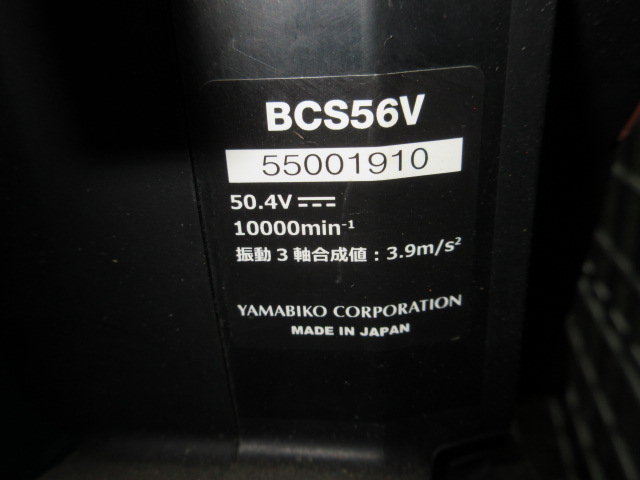 BCS56V
55001910
50.4V⎓
10000min⁻¹
振動3軸合成値:3.9m/s²
YAMABIKO CORPORATION
MADE IN JAPAN